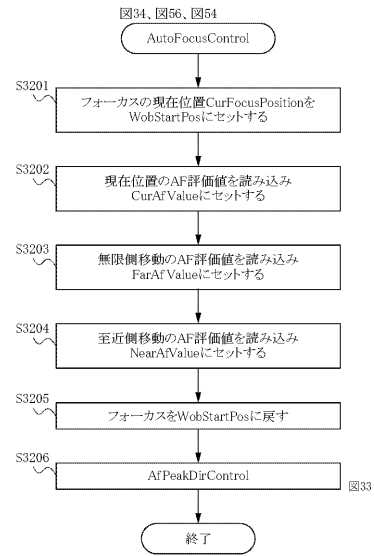 図34、図56、図54
AutoFocusControl
S3201
フォーカスの現在位置CurFocusPositionを
WobStartPosにセットする
S3202
現在位置のAF評価値を読み込み
CurAfValueにセットする
S3203
無限側移動のAF評価値を読み込み
FarAfValueにセットする
S3204
至近側移動のAF評価値を読み込み
NearAfValueにセットする
S3205
フォーカスをWobStartPosに戻す
S3206
AfPeakDirControl
図33
終了